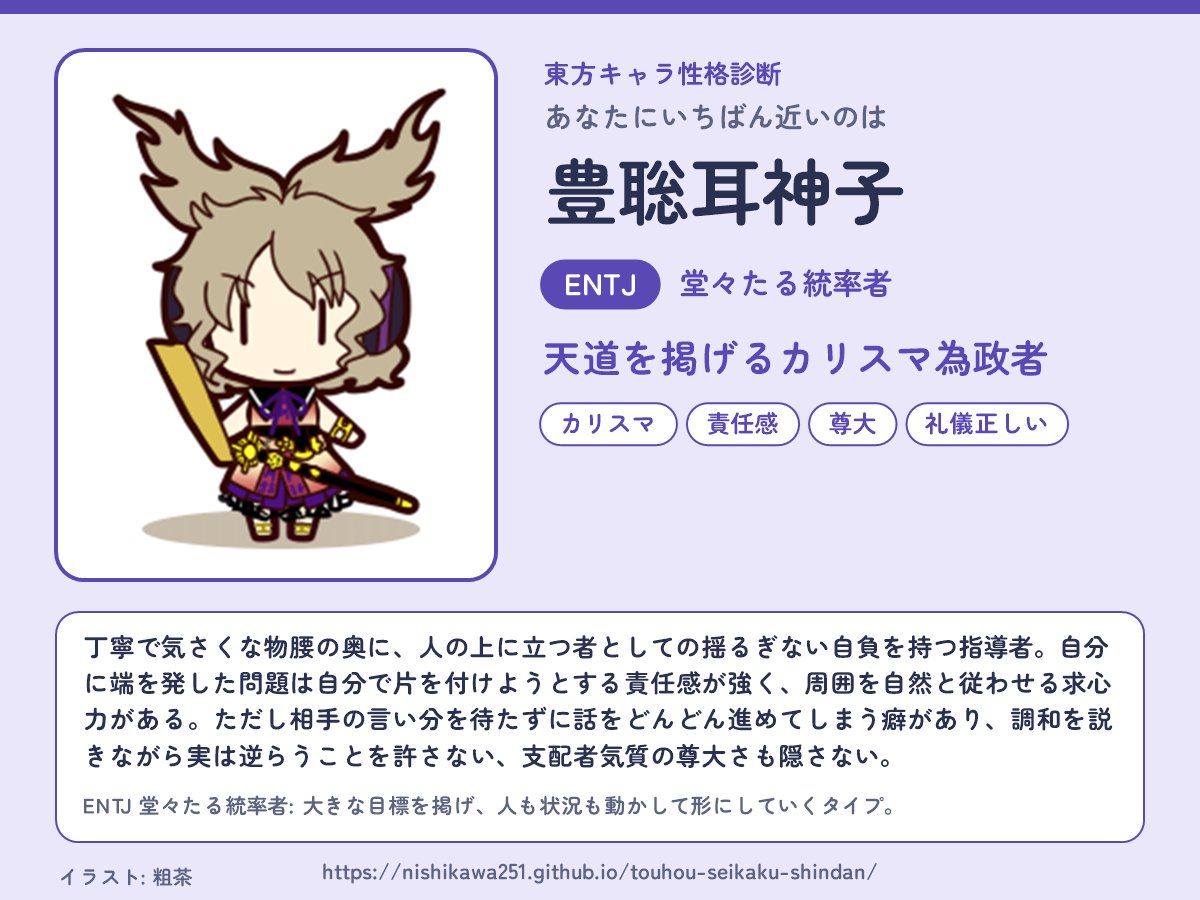 東方キャラ性格診断
あなたにいちばん近いのは
豊聡耳神子
ENTJ 堂々たる統率者
天道を掲げるカリスマ為政者
カリスマ 責任感 尊大 礼儀正しい
丁寧で気さくな物腰の奥に、人の上に立つ者としての揺るぎない自負を持つ指導者。自分
に端を発した問題は自分で片を付けようとする責任感が強く、周囲を自然と従わせる求心
力がある。ただし相手の言い分を待たずに話をどんどん進めてしまう癖があり、調和を説
きながら実は逆らうことを許さない、支配者気質の尊大さも隠さない。
ENTJ 堂々たる統率者: 大きな目標を掲げ、人も状況も動かして形にしていくタイプ。
イラスト: 粗茶 https://nishikawa251.github.io/touhou-seikaku-shindan/